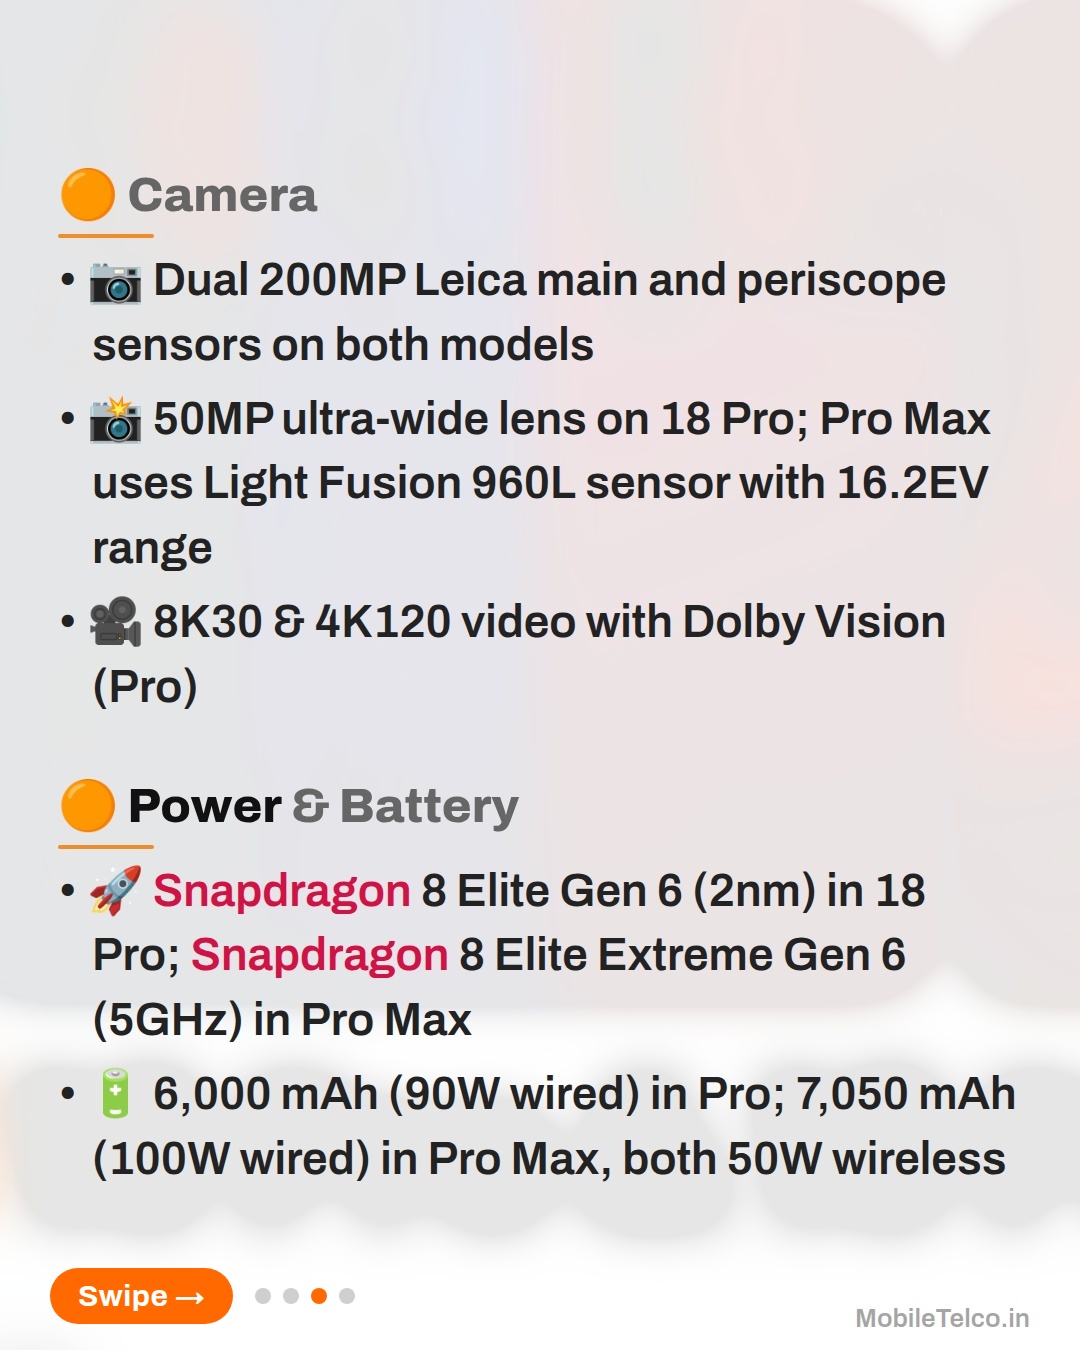 🟠 Camera
• 📷 Dual 200MP Leica main and periscope
sensors on both models
• 📸 50MP ultra-wide lens on 18 Pro; Pro Max
uses Light Fusion 960L sensor with 16.2EV
range
• 🎥 8K30 & 4K120 video with Dolby Vision
(Pro)
🟠 Power & Battery
• 🚀 Snapdragon 8 Elite Gen 6 (2nm) in 18
Pro; Snapdragon 8 Elite Extreme Gen 6
(5GHz) in Pro Max
• 🔋 6,000 mAh (90W wired) in Pro; 7,050 mAh
(100W wired) in Pro Max, both 50W wireless
Swipe →
MobileTelco.in